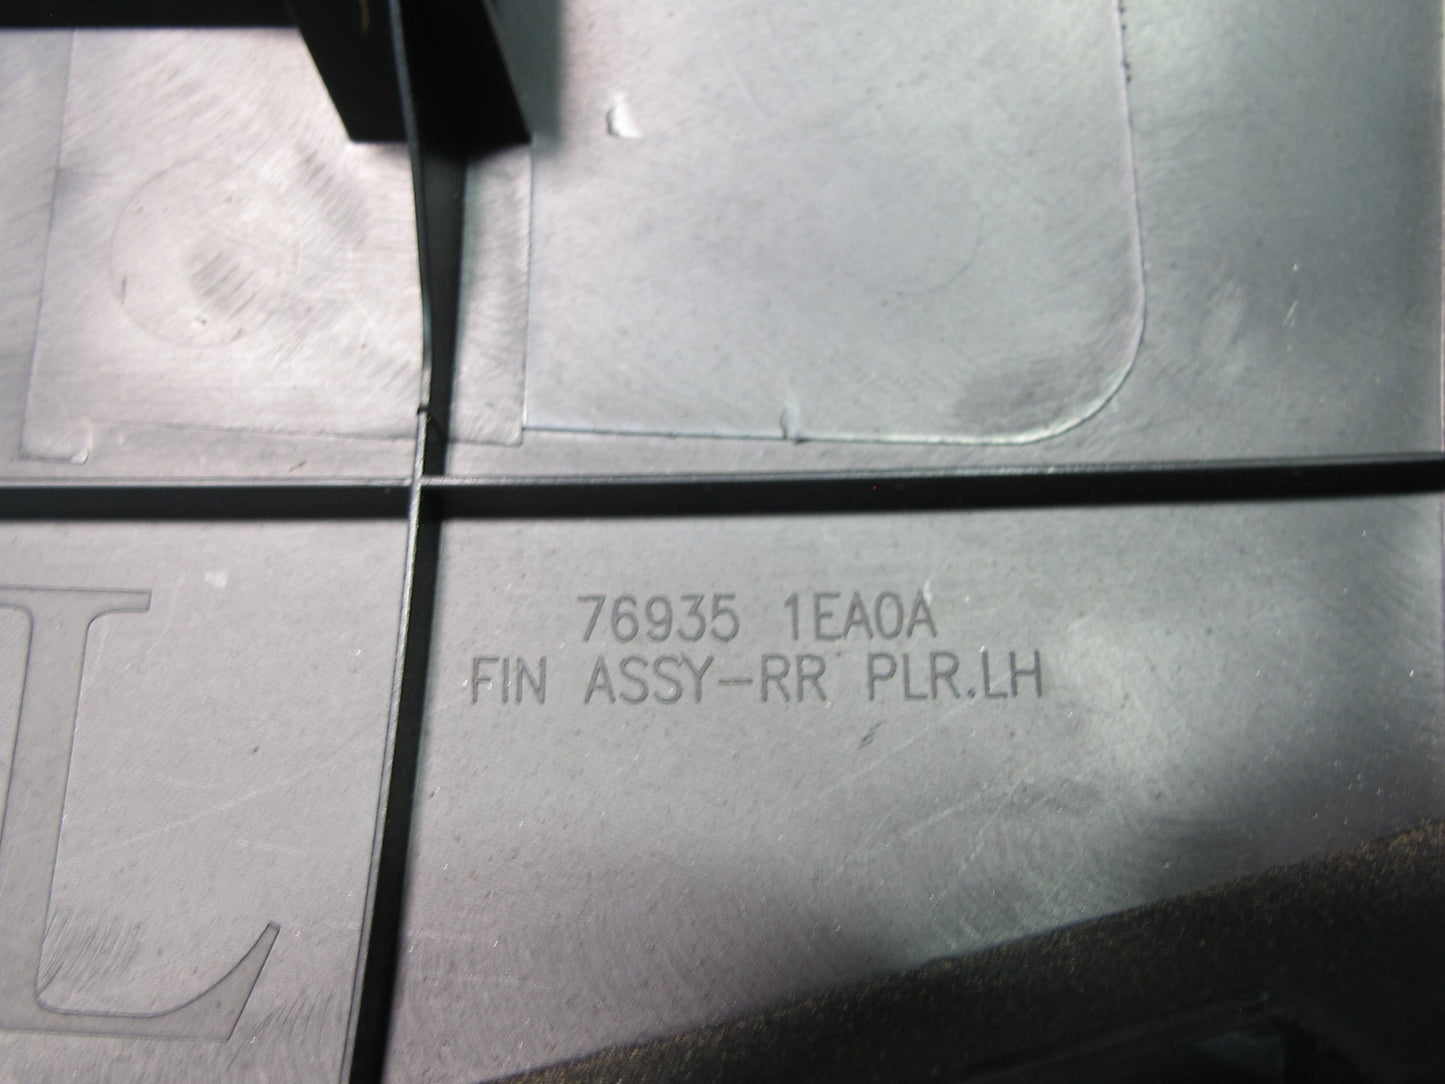 76935 1EA0A
FIN ASSY-RR PLR.LH
L